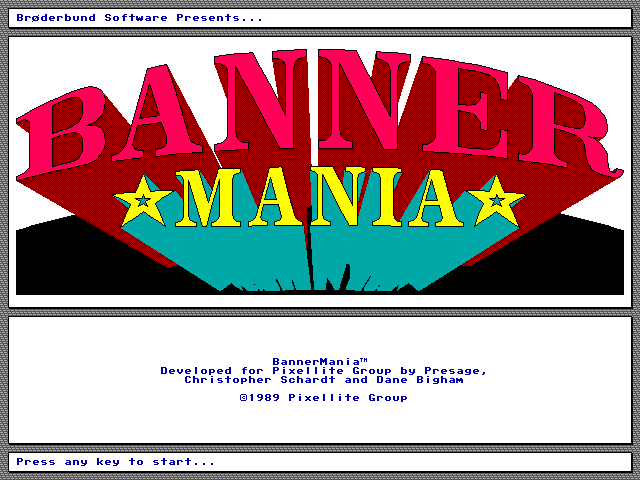 Brøderbund Software Presents...
BANNER
MANIA
BannerMania™
Developed for Pixellite Group by Presage,
Christopher Schardt and Dane Bigham
©1989 Pixellite Group
Press any key to start...